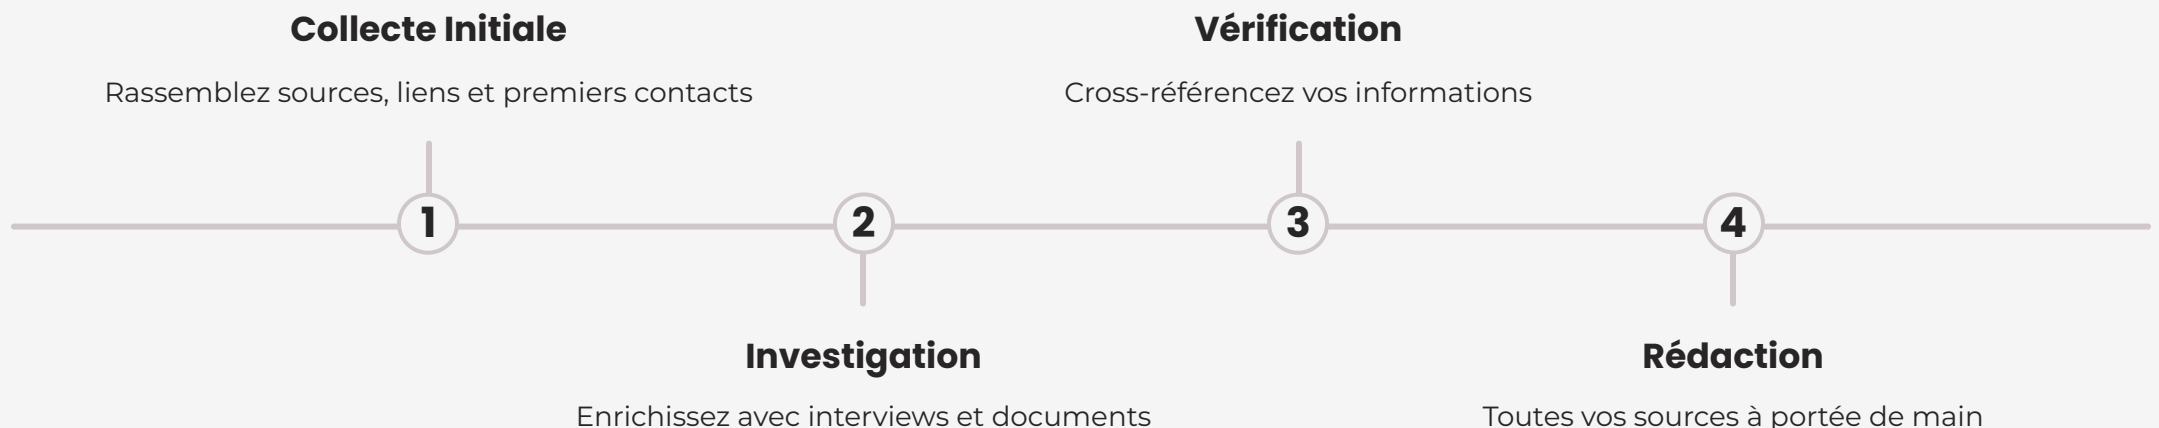 Collecte Initiale
Rassemblez sources, liens et premiers contacts
1
2
Investigation
Enrichissez avec interviews et documents
Vérification
Cross-référencez vos informations
3
4
Rédaction
Toutes vos sources à portée de main